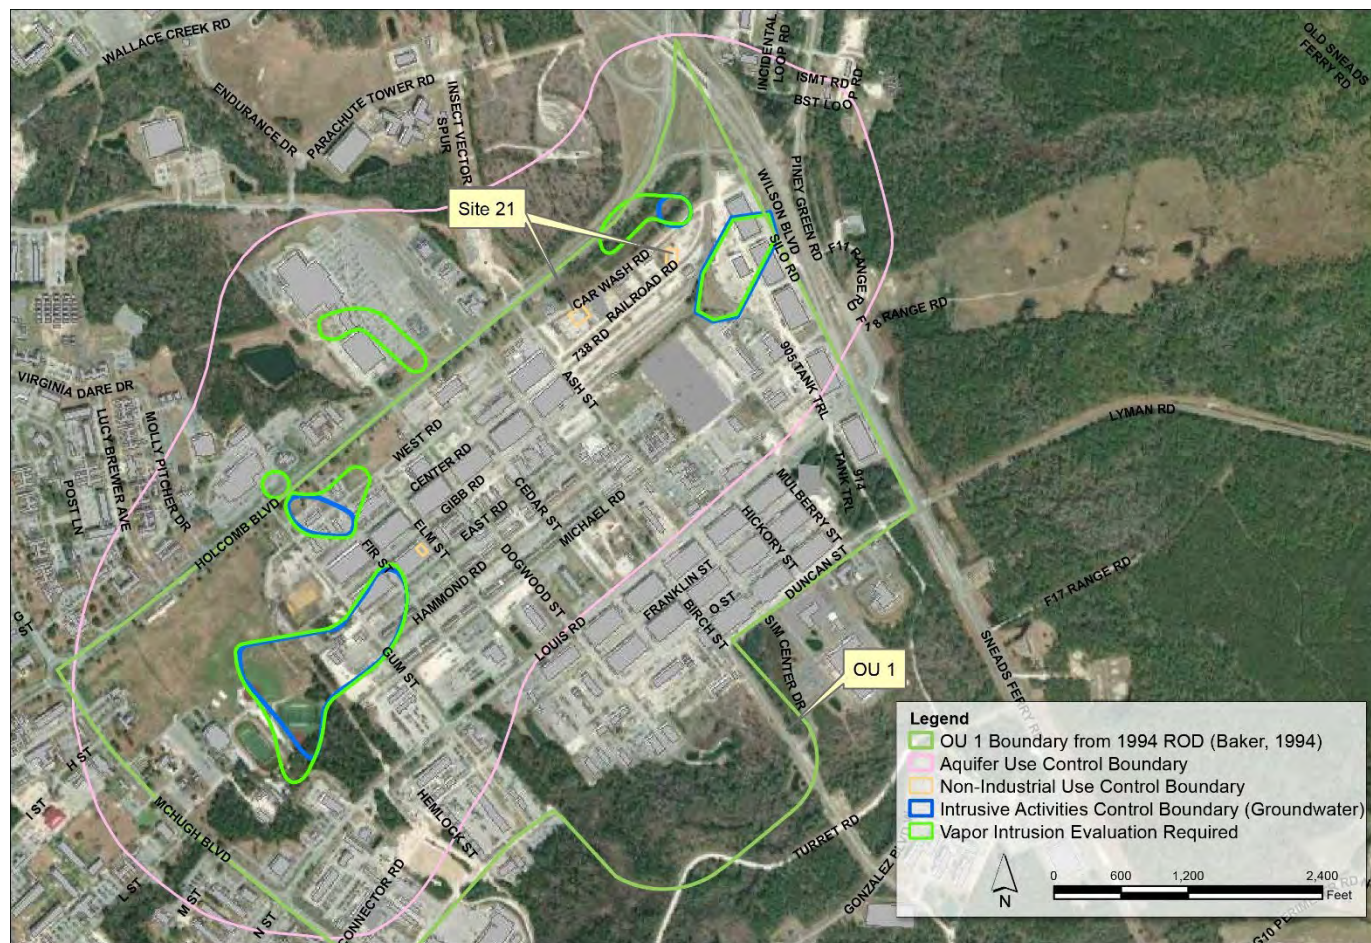 WALLACE CREEK RD
ENDURANCE DR
PARACHUTE TOWER RD
INSECT VECTOR
SPUR
INCIDENTAL
LOOP RD
ISMT RD
BST LOOP RD
OLD SNEADS
FERRY RD
Site 21
WILSON BLVD
PINEY GREEN RD
SILO RD
F11 RANGE RD
F18 RANGE RD
CAR WASH RD
RAILROAD RD
738 RD
ASH ST
905 TANK TRL
914
TANK TRL
LYMAN RD
VIRGINIA DARE DR
LUCY BREWER AVE
MOLLY PITCHER DR
POST LN
WEST RD
CENTER RD
GIBB RD
EAST RD
CEDAR ST
MICHAEL RD
ELM ST
FIR ST
HAMMOND RD
DOGWOOD ST
HOLCOMB BLVD
MULBERRY ST
HICKORY ST
DUNCAN ST
FRANKLIN ST
O ST
BIRCH ST
LOUIS RD
GUM ST
F17 RANGE RD
SIM CENTER DR
SNEADS FERRY R
OU 1
G
ST
H ST
I ST
L ST
M ST
N ST
MCHUGH BLVD
HEMLOCK ST
CONNECTOR RD
TURRET RD
GONZALEZ BLV
G10 PERIMETER RD
Legend
OU 1 Boundary from 1994 ROD (Baker, 1994)
Aquifer Use Control Boundary
Non-Industrial Use Control Boundary
Intrusive Activities Control Boundary (Groundwater)
Vapor Intrusion Evaluation Required
N
0 600 1,200 2,400
Feet